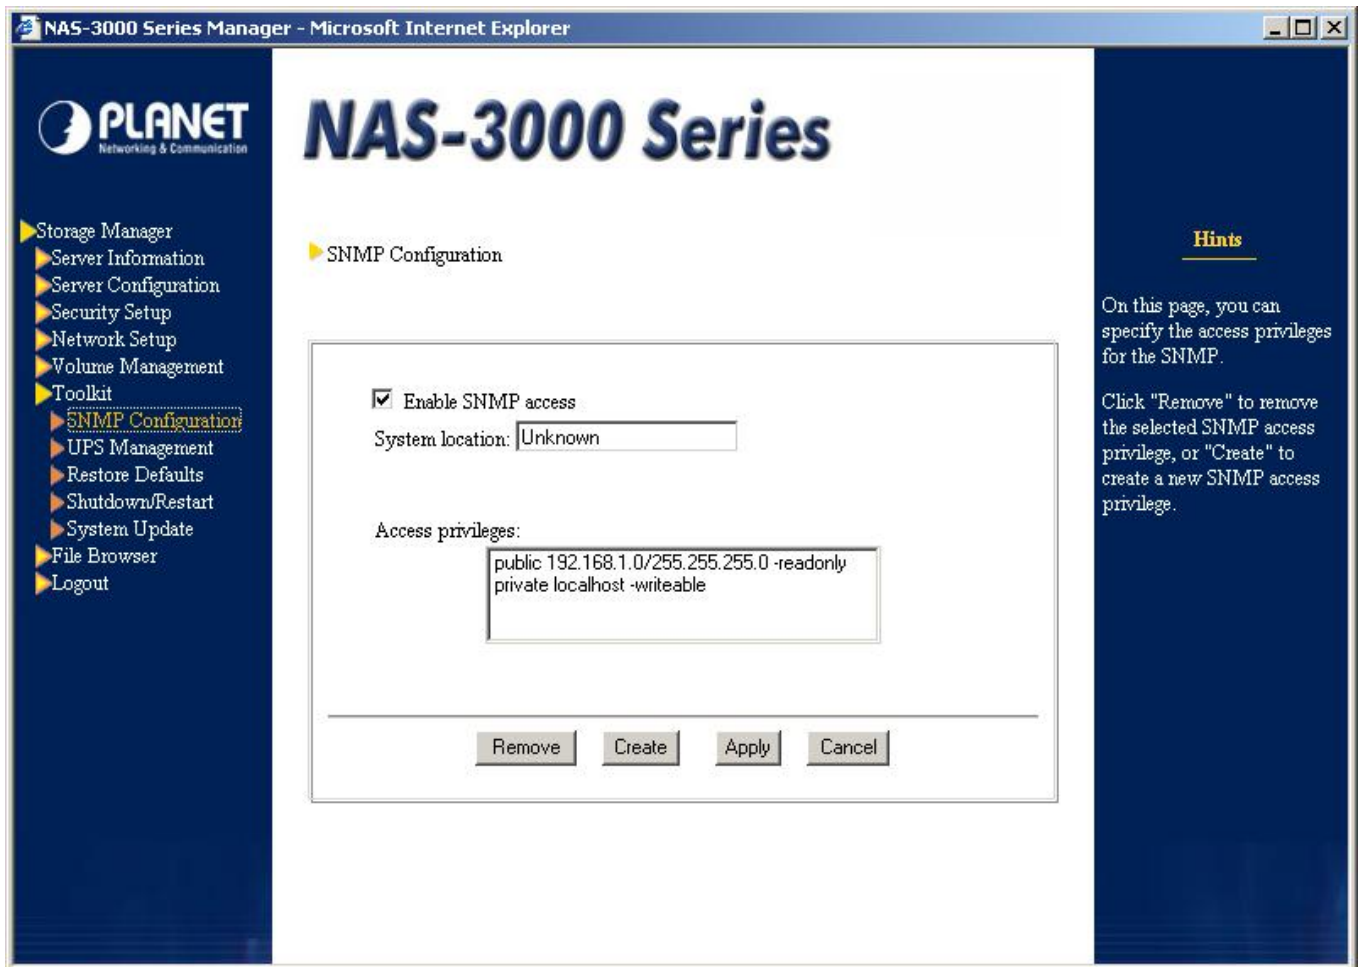 NAS-3000 Series Manager - Microsoft Internet Explorer
PLANET
Networking & Communication
NAS-3000 Series
Storage Manager
Server Information
Server Configuration
Security Setup
Network Setup
Volume Management
Toolkit
SNMP Configuration
UPS Management
Restore Defaults
Shutdown/Restart
System Update
File Browser
Logout
SNMP Configuration
Enable SNMP access
System location: Unknown
Access privileges:
public 192.168.1.0/255.255.255.0 -readonly
private localhost -writeable
Remove Create Apply Cancel
Hints
On this page, you can
specify the access privileges
for the SNMP.
Click "Remove" to remove
the selected SNMP access
privilege, or "Create" to
create a new SNMP access
privilege.